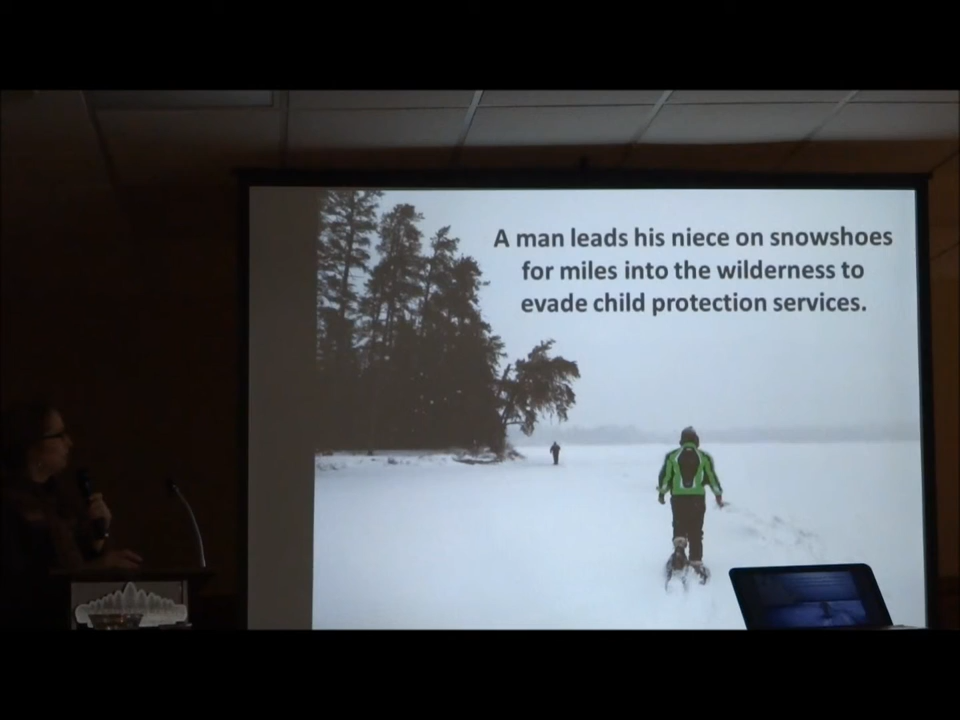 A man leads his niece on snowshoes
for miles into the wilderness to
evade child protection services.